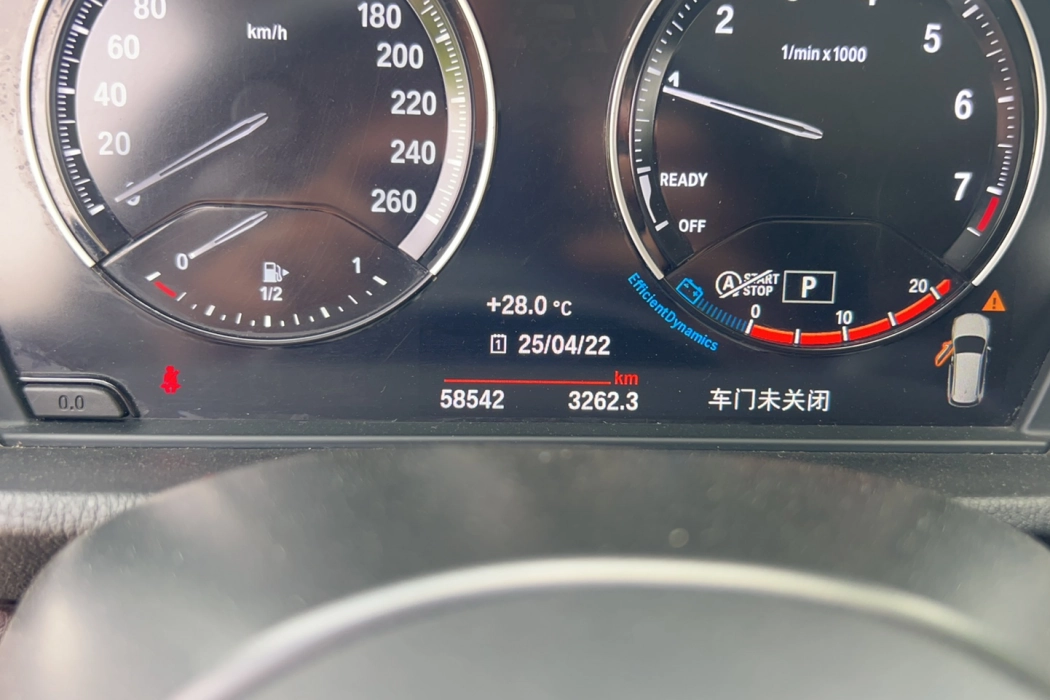 80
60
40
20
0
km/h
180
200
220
240
260
0
1/2
1
0.0
+28.0 °C
1 25/04/22
km
58542 3262.3
1
2
5
6
7
1/min x 1000
READY
OFF
A START
STOP
P
0
10
20
EfficientDynamics
车门未关闭